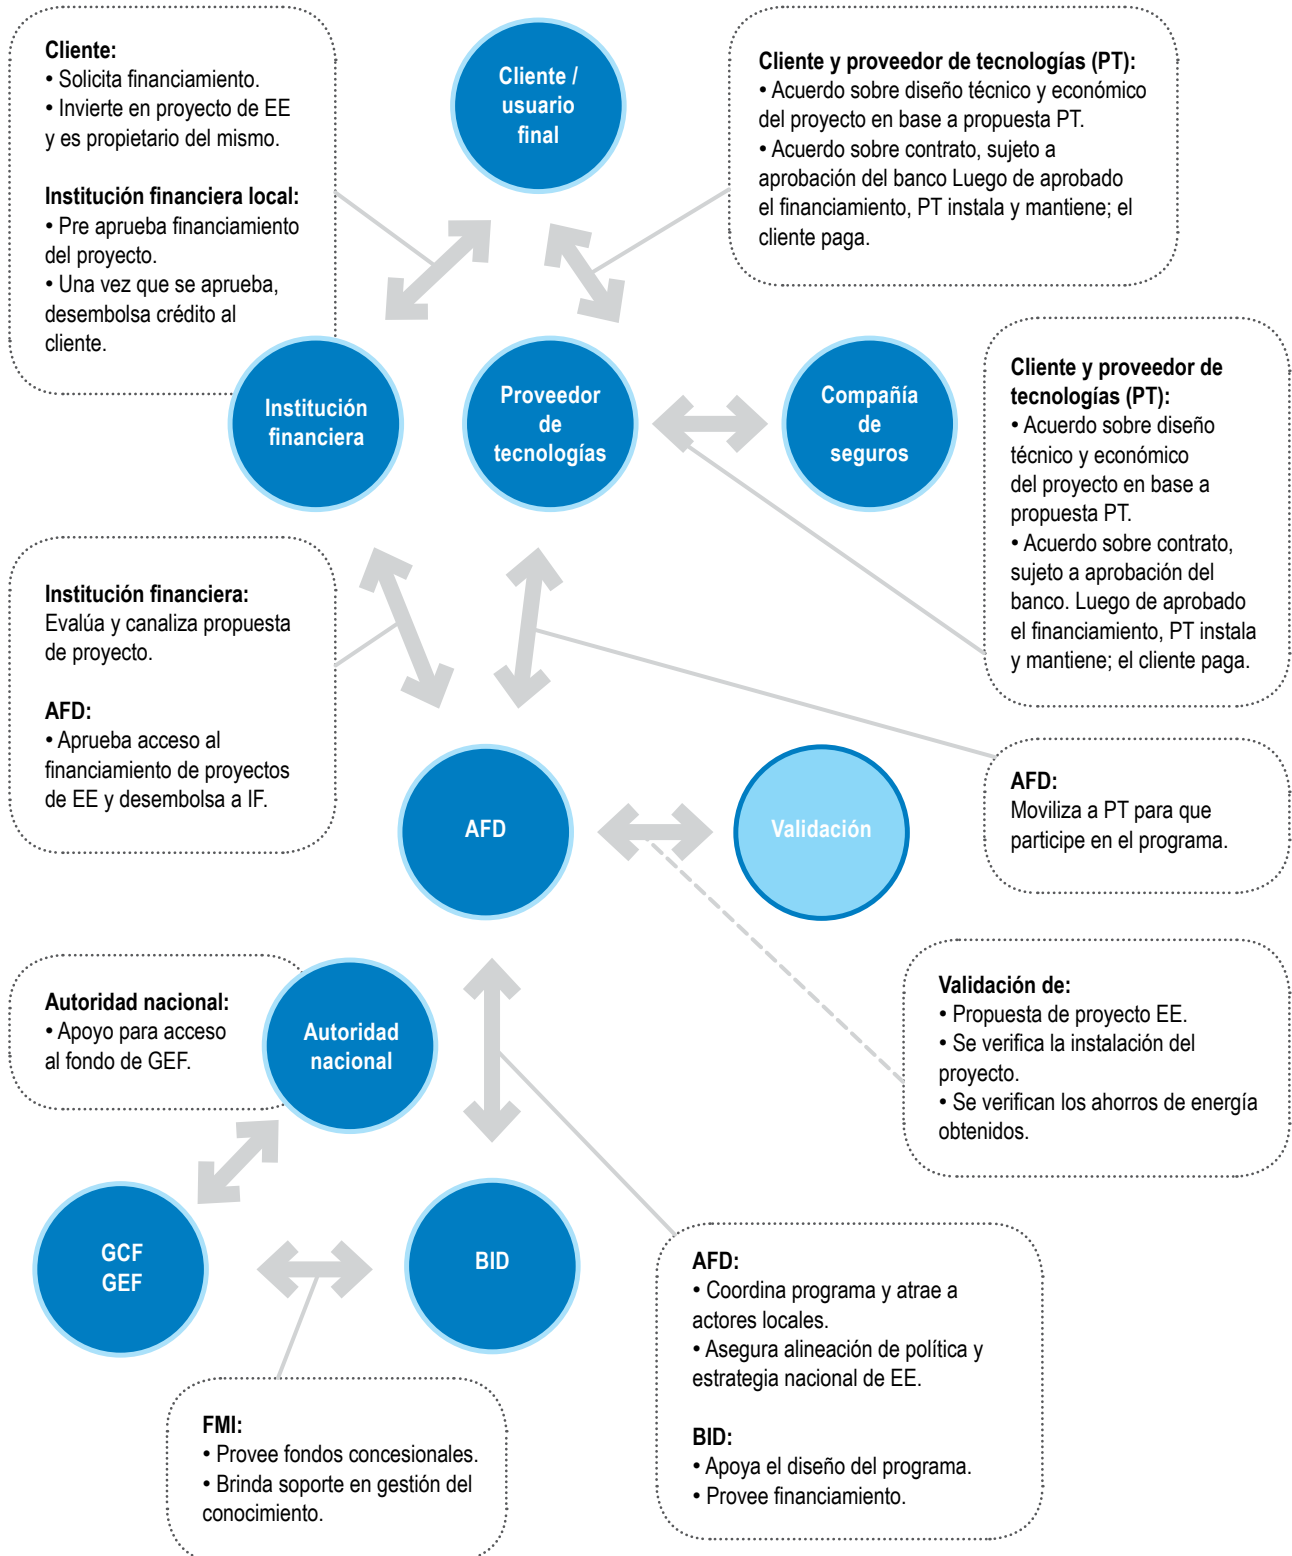 Cliente:
• Solicita financiamiento.
• Invierte en proyecto de EE
y es propietario del mismo.
Institución financiera local:
• Pre aprueba financiamiento
del proyecto.
• Una vez que se aprueba,
desembolsa crédito al
cliente.
Cliente /
usuario
final
Cliente y proveedor de tecnologías (PT):
• Acuerdo sobre diseño técnico y económico
del proyecto en base a propuesta PT.
• Acuerdo sobre contrato, sujeto a
aprobación del banco Luego de aprobado
el financiamiento, PT instala y mantiene; el
cliente paga.
Institución
financiera
Proveedor
de
tecnologías
Compañía
de
seguros
Cliente y proveedor de
tecnologías (PT):
• Acuerdo sobre diseño
técnico y económico
del proyecto en base a
propuesta PT.
• Acuerdo sobre contrato,
sujeto a aprobación del
banco. Luego de aprobado
el financiamiento, PT instala
y mantiene; el cliente paga.
Institución financiera:
Evalúa y canaliza propuesta
de proyecto.
AFD:
• Aprueba acceso al
financiamiento de proyectos
de EE y desembolsa a IF.
AFD
Validación
AFD:
Moviliza a PT para que
participe en el programa.
Autoridad nacional:
• Apoyo para acceso
al fondo de GEF.
Autoridad
nacional
Validación de:
• Propuesta de proyecto EE.
• Se verifica la instalación del
proyecto.
• Se verifican los ahorros de energía
obtenidos.
GCF
GEF
BID
AFD:
• Coordina programa y atrae a
actores locales.
• Asegura alineación de política y
estrategia nacional de EE.
BID:
• Apoya el diseño del programa.
• Provee financiamiento.
FMI:
• Provee fondos concesionales.
• Brinda soporte en gestión del
conocimiento.